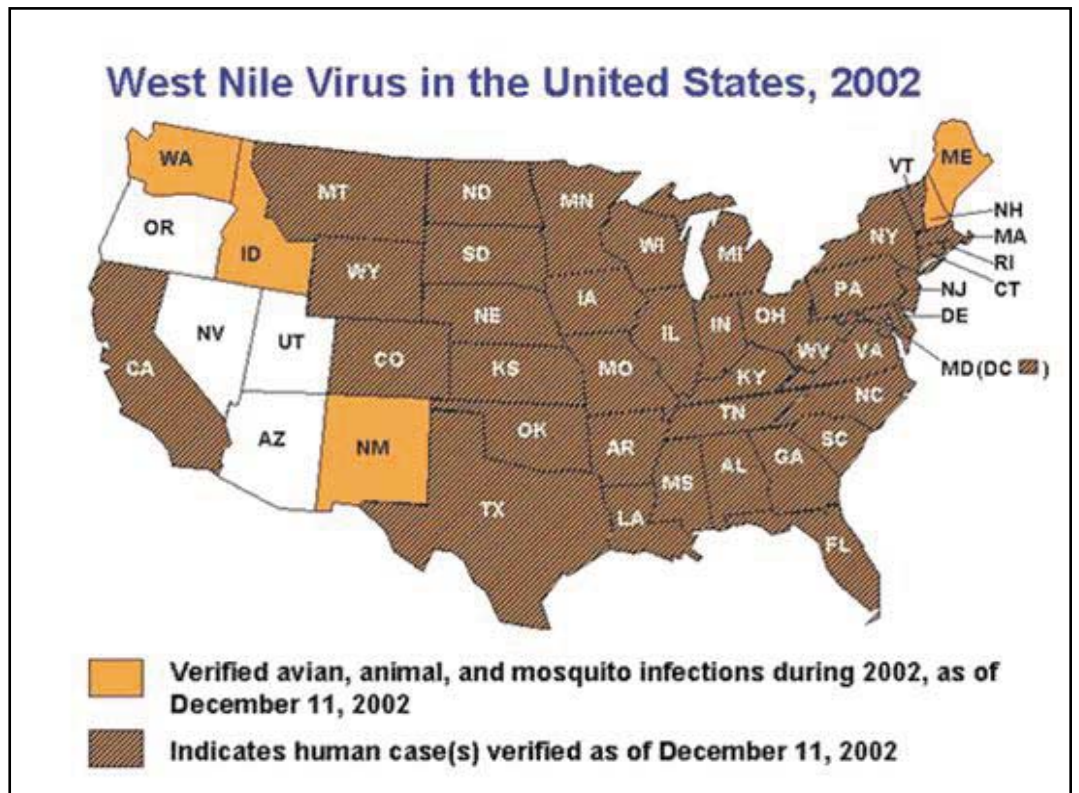 West Nile Virus in the United States, 2002
WA
MT
ND
MN
VT
ME
OR
ID
WY
SD
WI
MI
NY
NH
MA
RI
CT
NE
IA
PA
NJ
DE
CA
NV
UT
CO
KS
MO
IL
IN
OH
WV
VA
MD(DC )
KY
NC
AZ
NM
OK
AR
TN
SC
TX
LA
MS
AL
GA
FL
Verified avian, animal, and mosquito infections during 2002, as of
December 11, 2002
Indicates human case(s) verified as of December 11, 2002